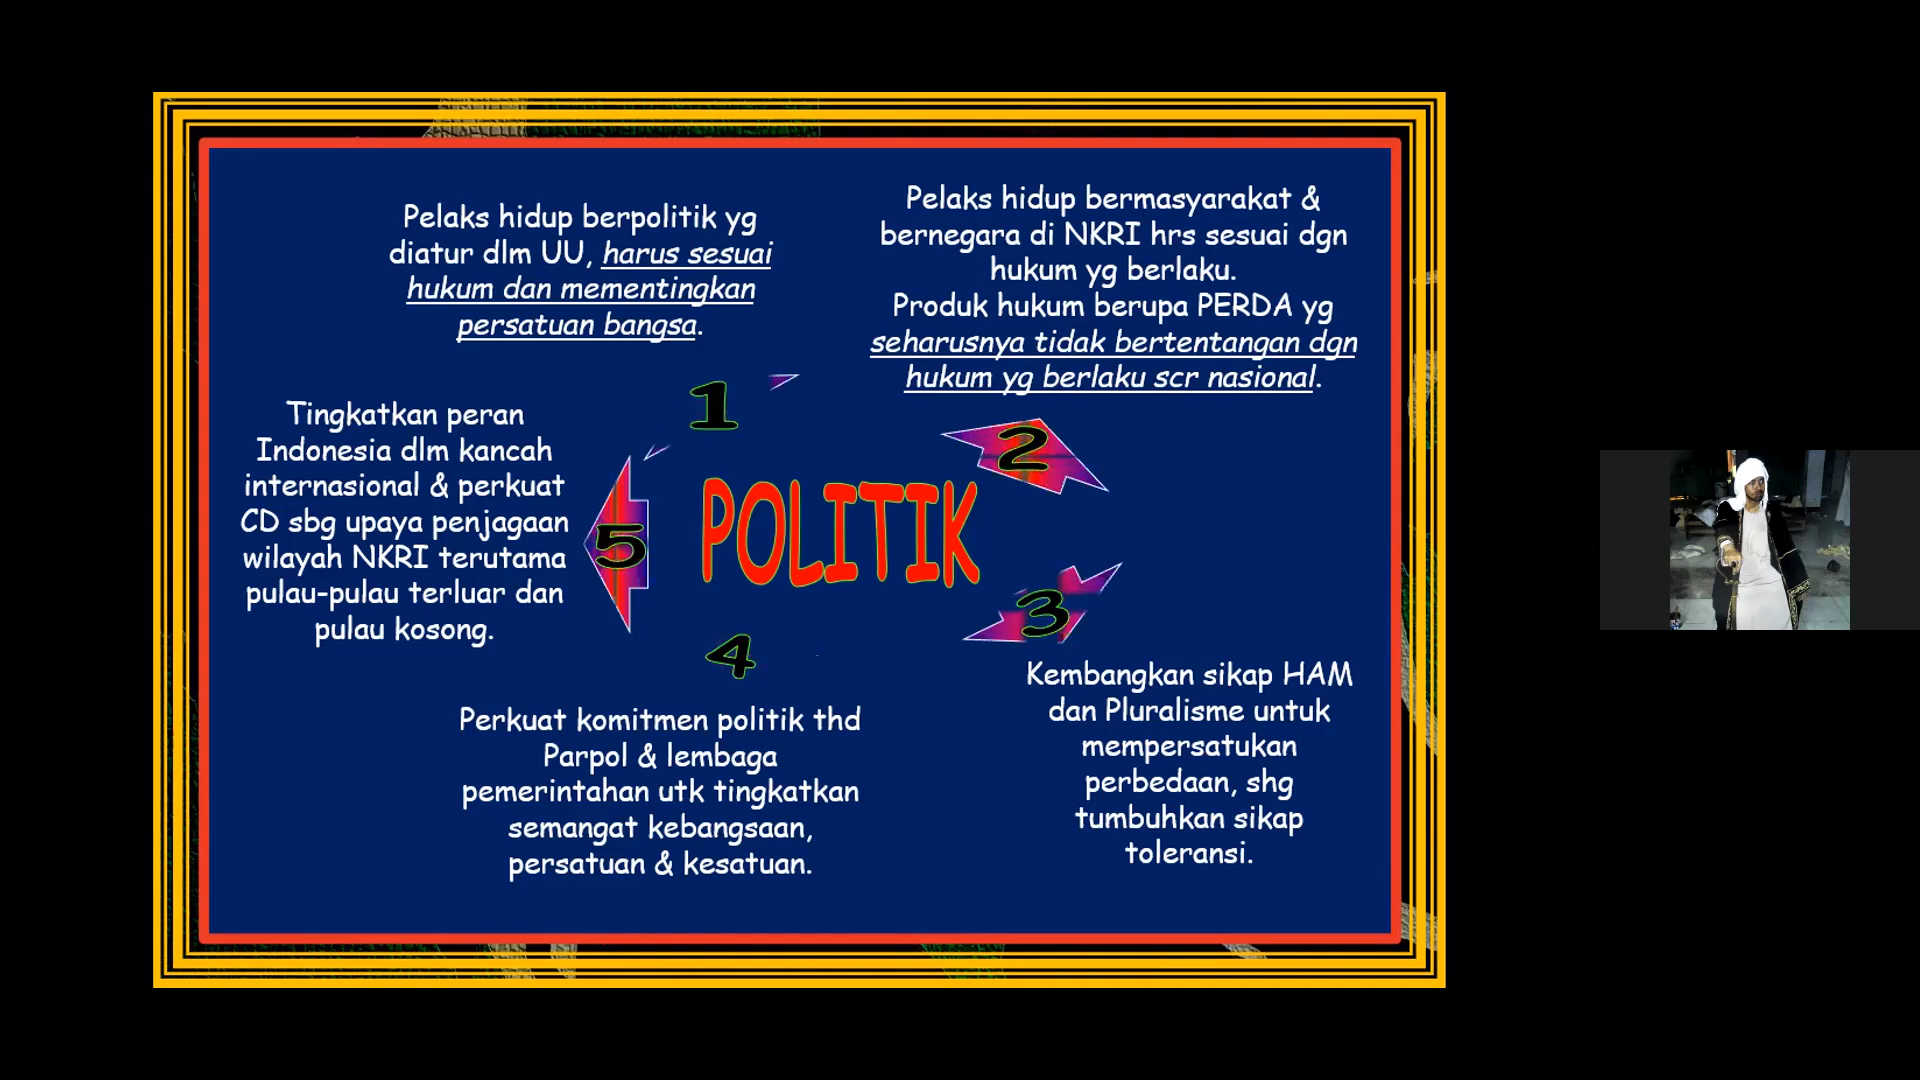 Pelaks hidup berpolitik yg
diatur dlm UU, harus sesuai
hukum dan mementingkan
persatuan bangsa.
1
Pelaks hidup bermasyarakat &
bernegara di NKRI hrs sesuai dgn
hukum yg berlaku.
Produk hukum berupa PERDA yg
seharusnya tidak bertentangan dgn
hukum yg berlaku scr nasional.
2
POLITIK
3
Kembangkan sikap HAM
dan Pluralisme untuk
mempersatukan
perbedaan, shg
tumbuhkan sikap
toleransi.
4
Perkuat komitmen politik thd
Parpol & lembaga
pemerintahan utk tingkatkan
semangat kebangsaan,
persatuan & kesatuan.
5
Tingkatkan peran
Indonesia dlm kancah
internasional & perkuat
CD sbg upaya penjagaan
wilayah NKRI terutama
pulau-pulau terluar dan
pulau kosong.